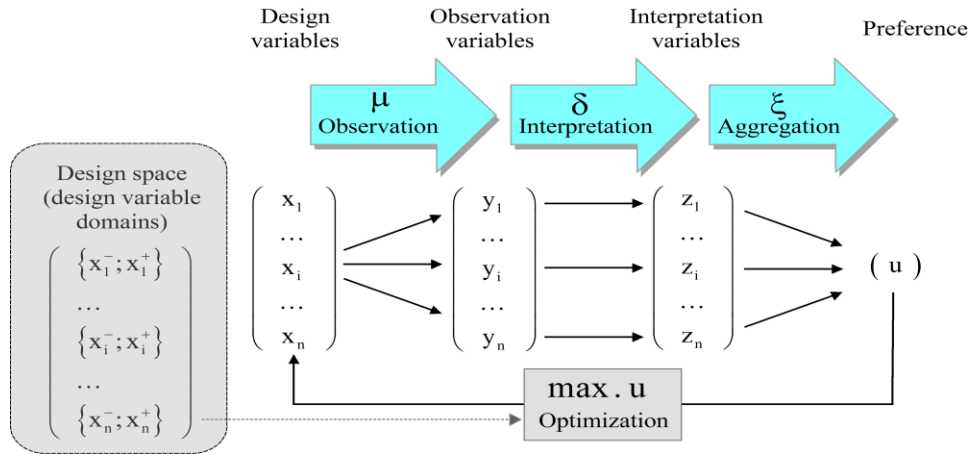 Design variables
Observation variables
Interpretation variables
Preference
μ
Observation
δ
Interpretation
ξ
Aggregation
Design space
(design variable
domains)
{x₁⁻;x₁⁺}
...
{xᵢ⁻;xᵢ⁺}
...
{xₙ⁻;xₙ⁺}
x₁
...
xᵢ
...
xₙ
y₁
...
yᵢ
...
yₙ
z₁
...
zᵢ
...
zₙ
( u )
max . u
Optimization